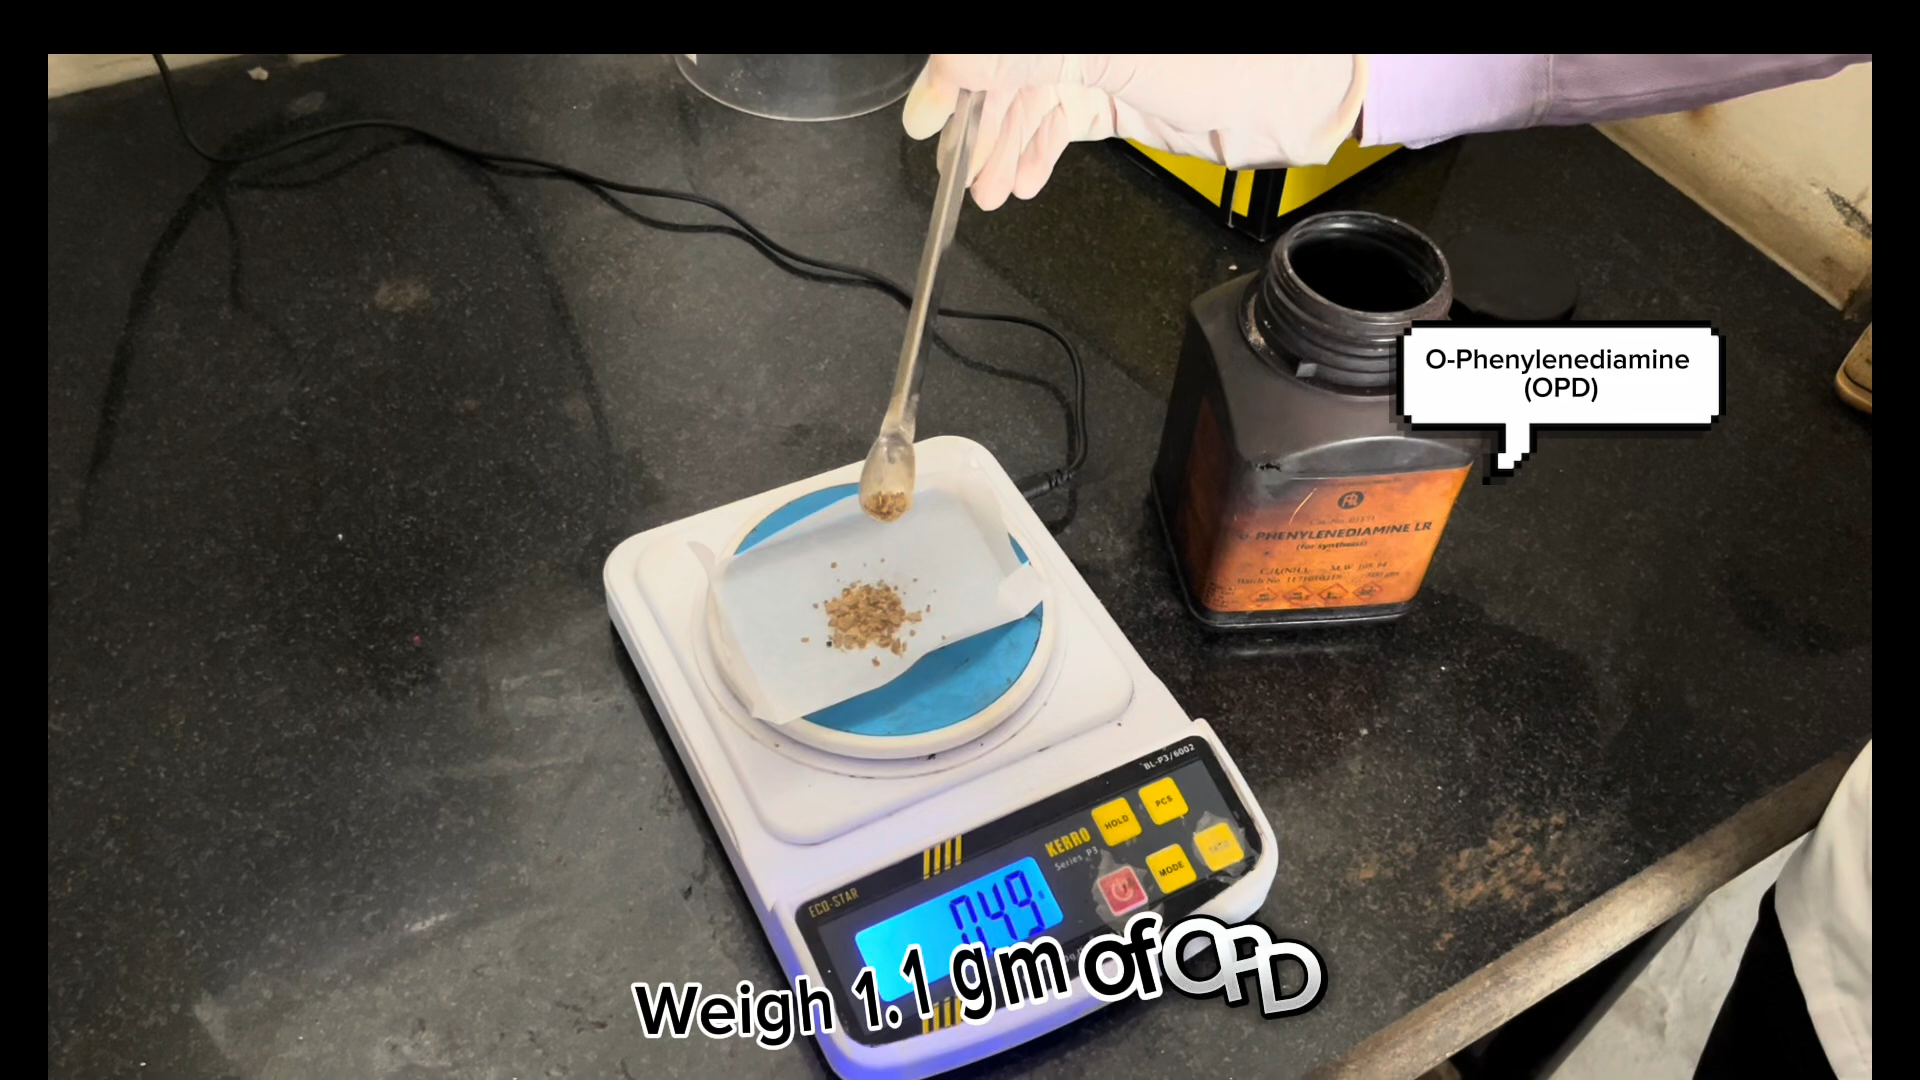 O-Phenylenediamine
(OPD)
O-PHENYLENEDIAMINE LR
(for synthesis)
BL-P3/6002
HOLD
PCS
KERRO
Series P3
MODE
ECO-STAR
0.49
Weigh 1.1 gm of OPD